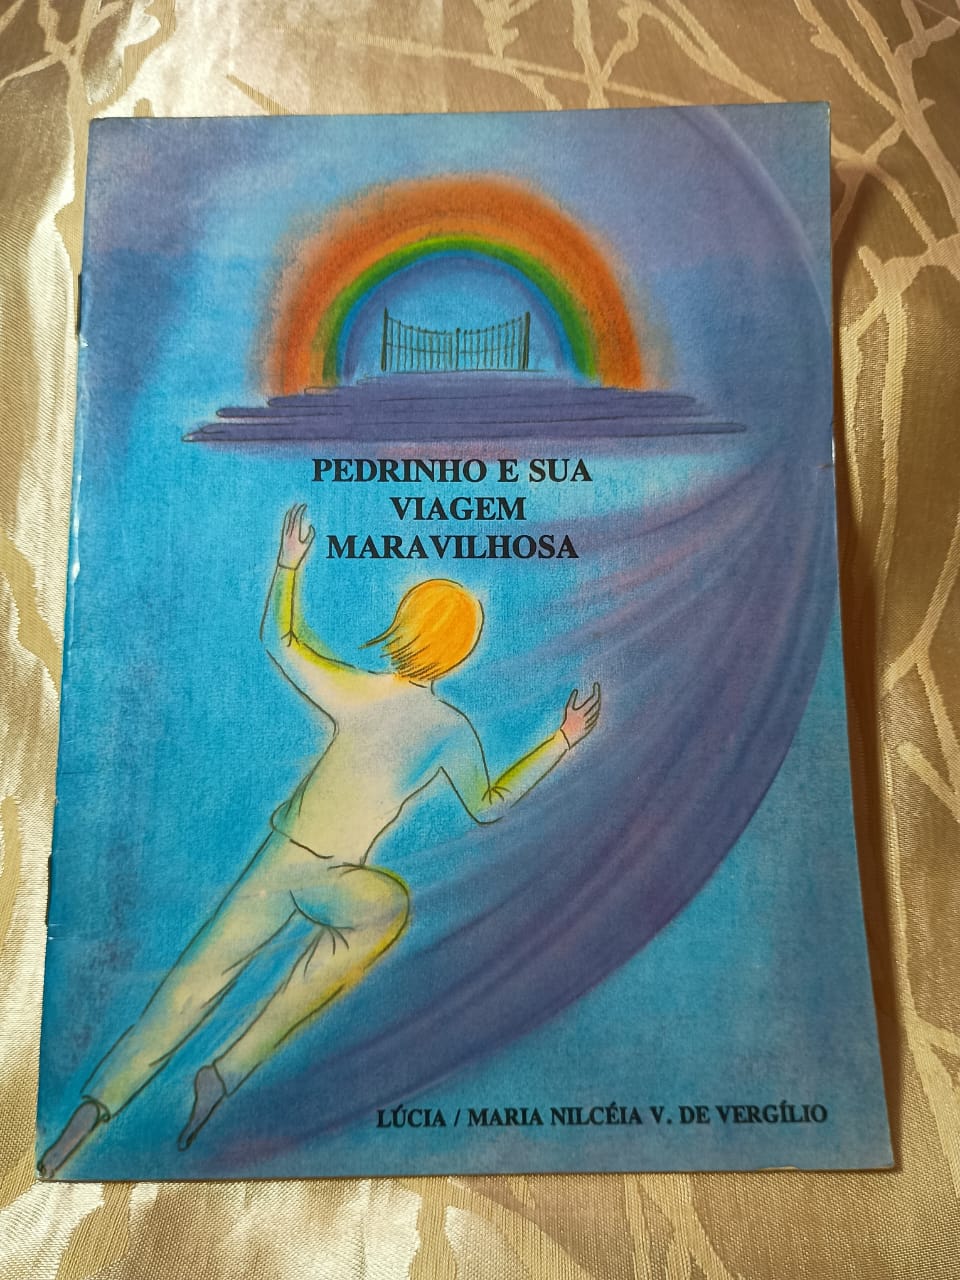 PEDRINHO E SUA
VIAGEM
MARAVILHOSA
LÚCIA / MARIA NILCÉIA V. DE VERGÍLIO